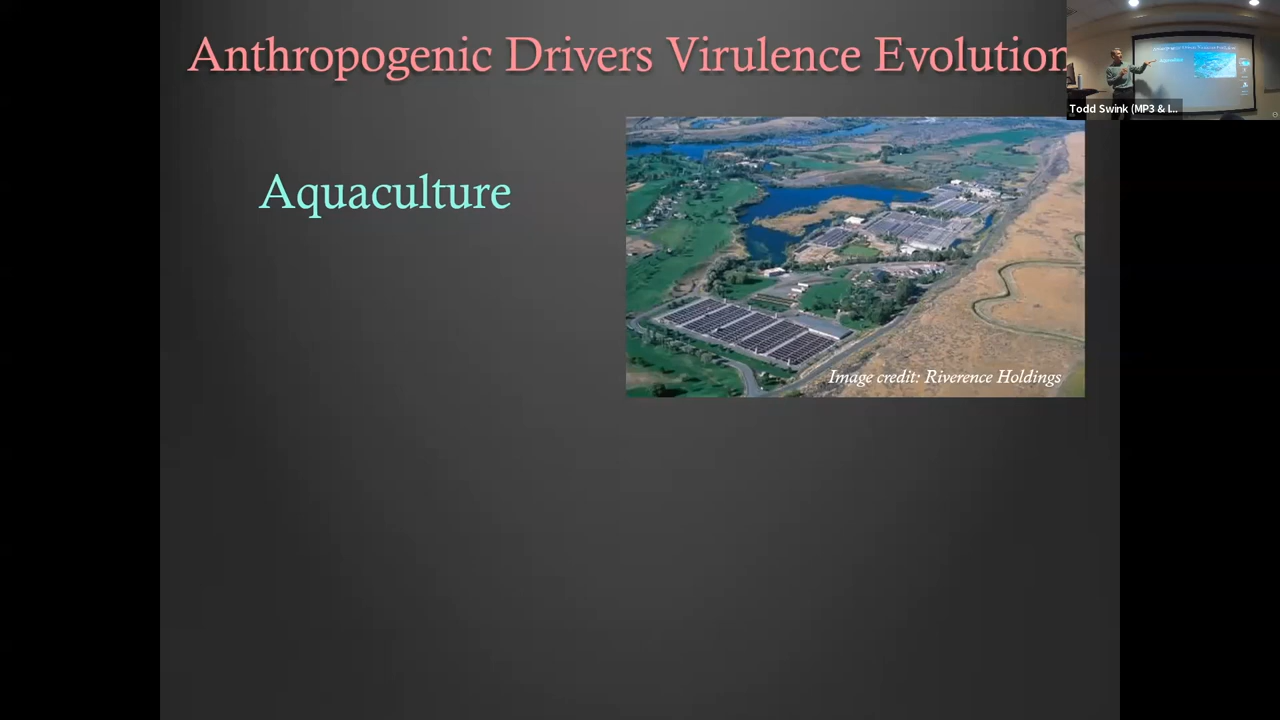 Anthropogenic Drivers Virulence Evolution
Todd Swink (MP3 & I...
Aquaculture
Image credit: Riverence Holdings